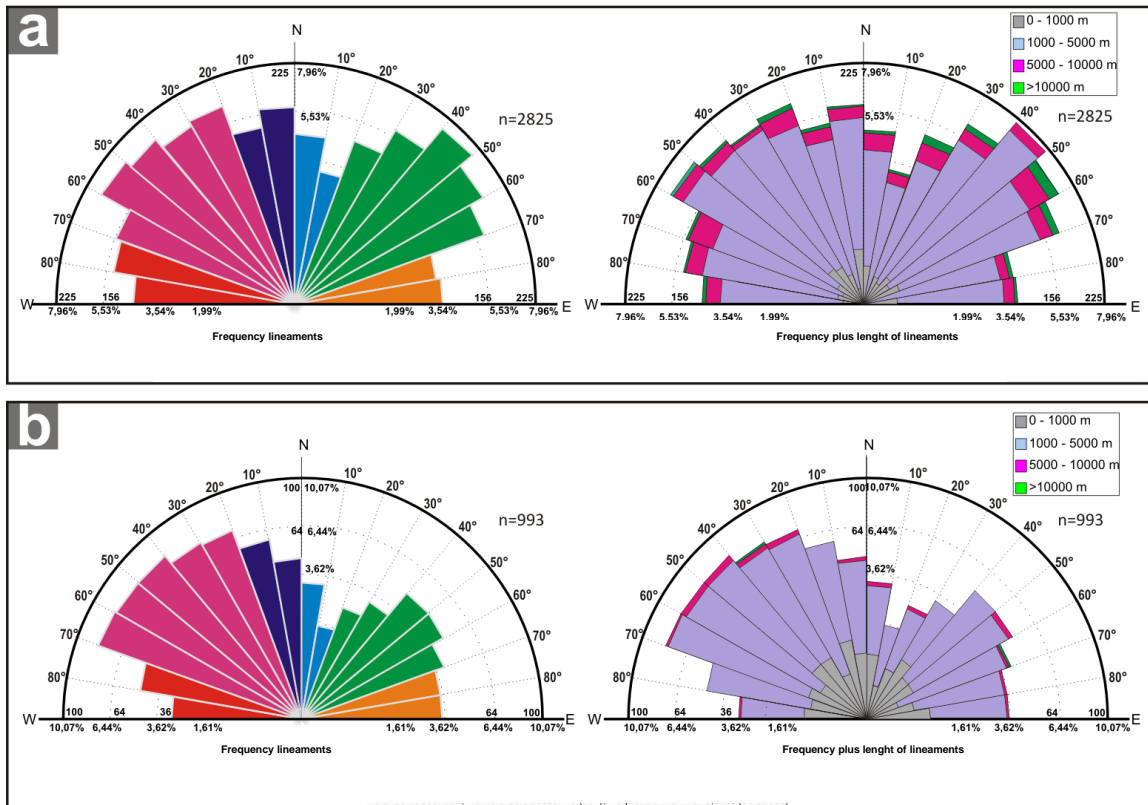 a
N
10°
20°
30°
40°
50°
60°
70°
80°
10°
20°
30°
40°
50°
60°
70°
80°
225 7,96%
5,53%
n=2825
W
E
225 156
7,96% 5,53% 3,54% 1,99%
156 225
1,99% 3,54% 5,53% 7,96%
Frequency lineaments
N
10°
20°
30°
40°
50°
60°
70°
80°
10°
20°
30°
40°
50°
60°
70°
80°
225 7,96%
5,53%
0 - 1000 m
1000 - 5000 m
5000 - 10000 m
>10000 m
n=2825
W
E
225 156
7.96% 5.53% 3.54% 1.99%
156 225
1.99% 3.54% 5,53% 7,96%
Frequency plus lenght of lineaments
b
N
10°
20°
30°
40°
50°
60°
70°
80°
10°
20°
30°
40°
50°
60°
70°
80°
100 10,07%
64 6,44%
3,62%
n=993
W
E
100 64 36
10,07% 6,44% 3,62% 1,61%
64 100
1,61% 3,62% 6,44% 10,07%
Frequency lineaments
N
10°
20°
30°
40°
50°
60°
70°
80°
10°
20°
30°
40°
50°
60°
70°
80°
100 10,07%
64 6,44%
3,62%
0 - 1000 m
1000 - 5000 m
5000 - 10000 m
>10000 m
n=993
W
E
100 64 36
10,07% 6,44% 3,62% 1,61%
64 100
1,61% 3,62% 6,44% 10,07%
Frequency plus lenght of lineaments